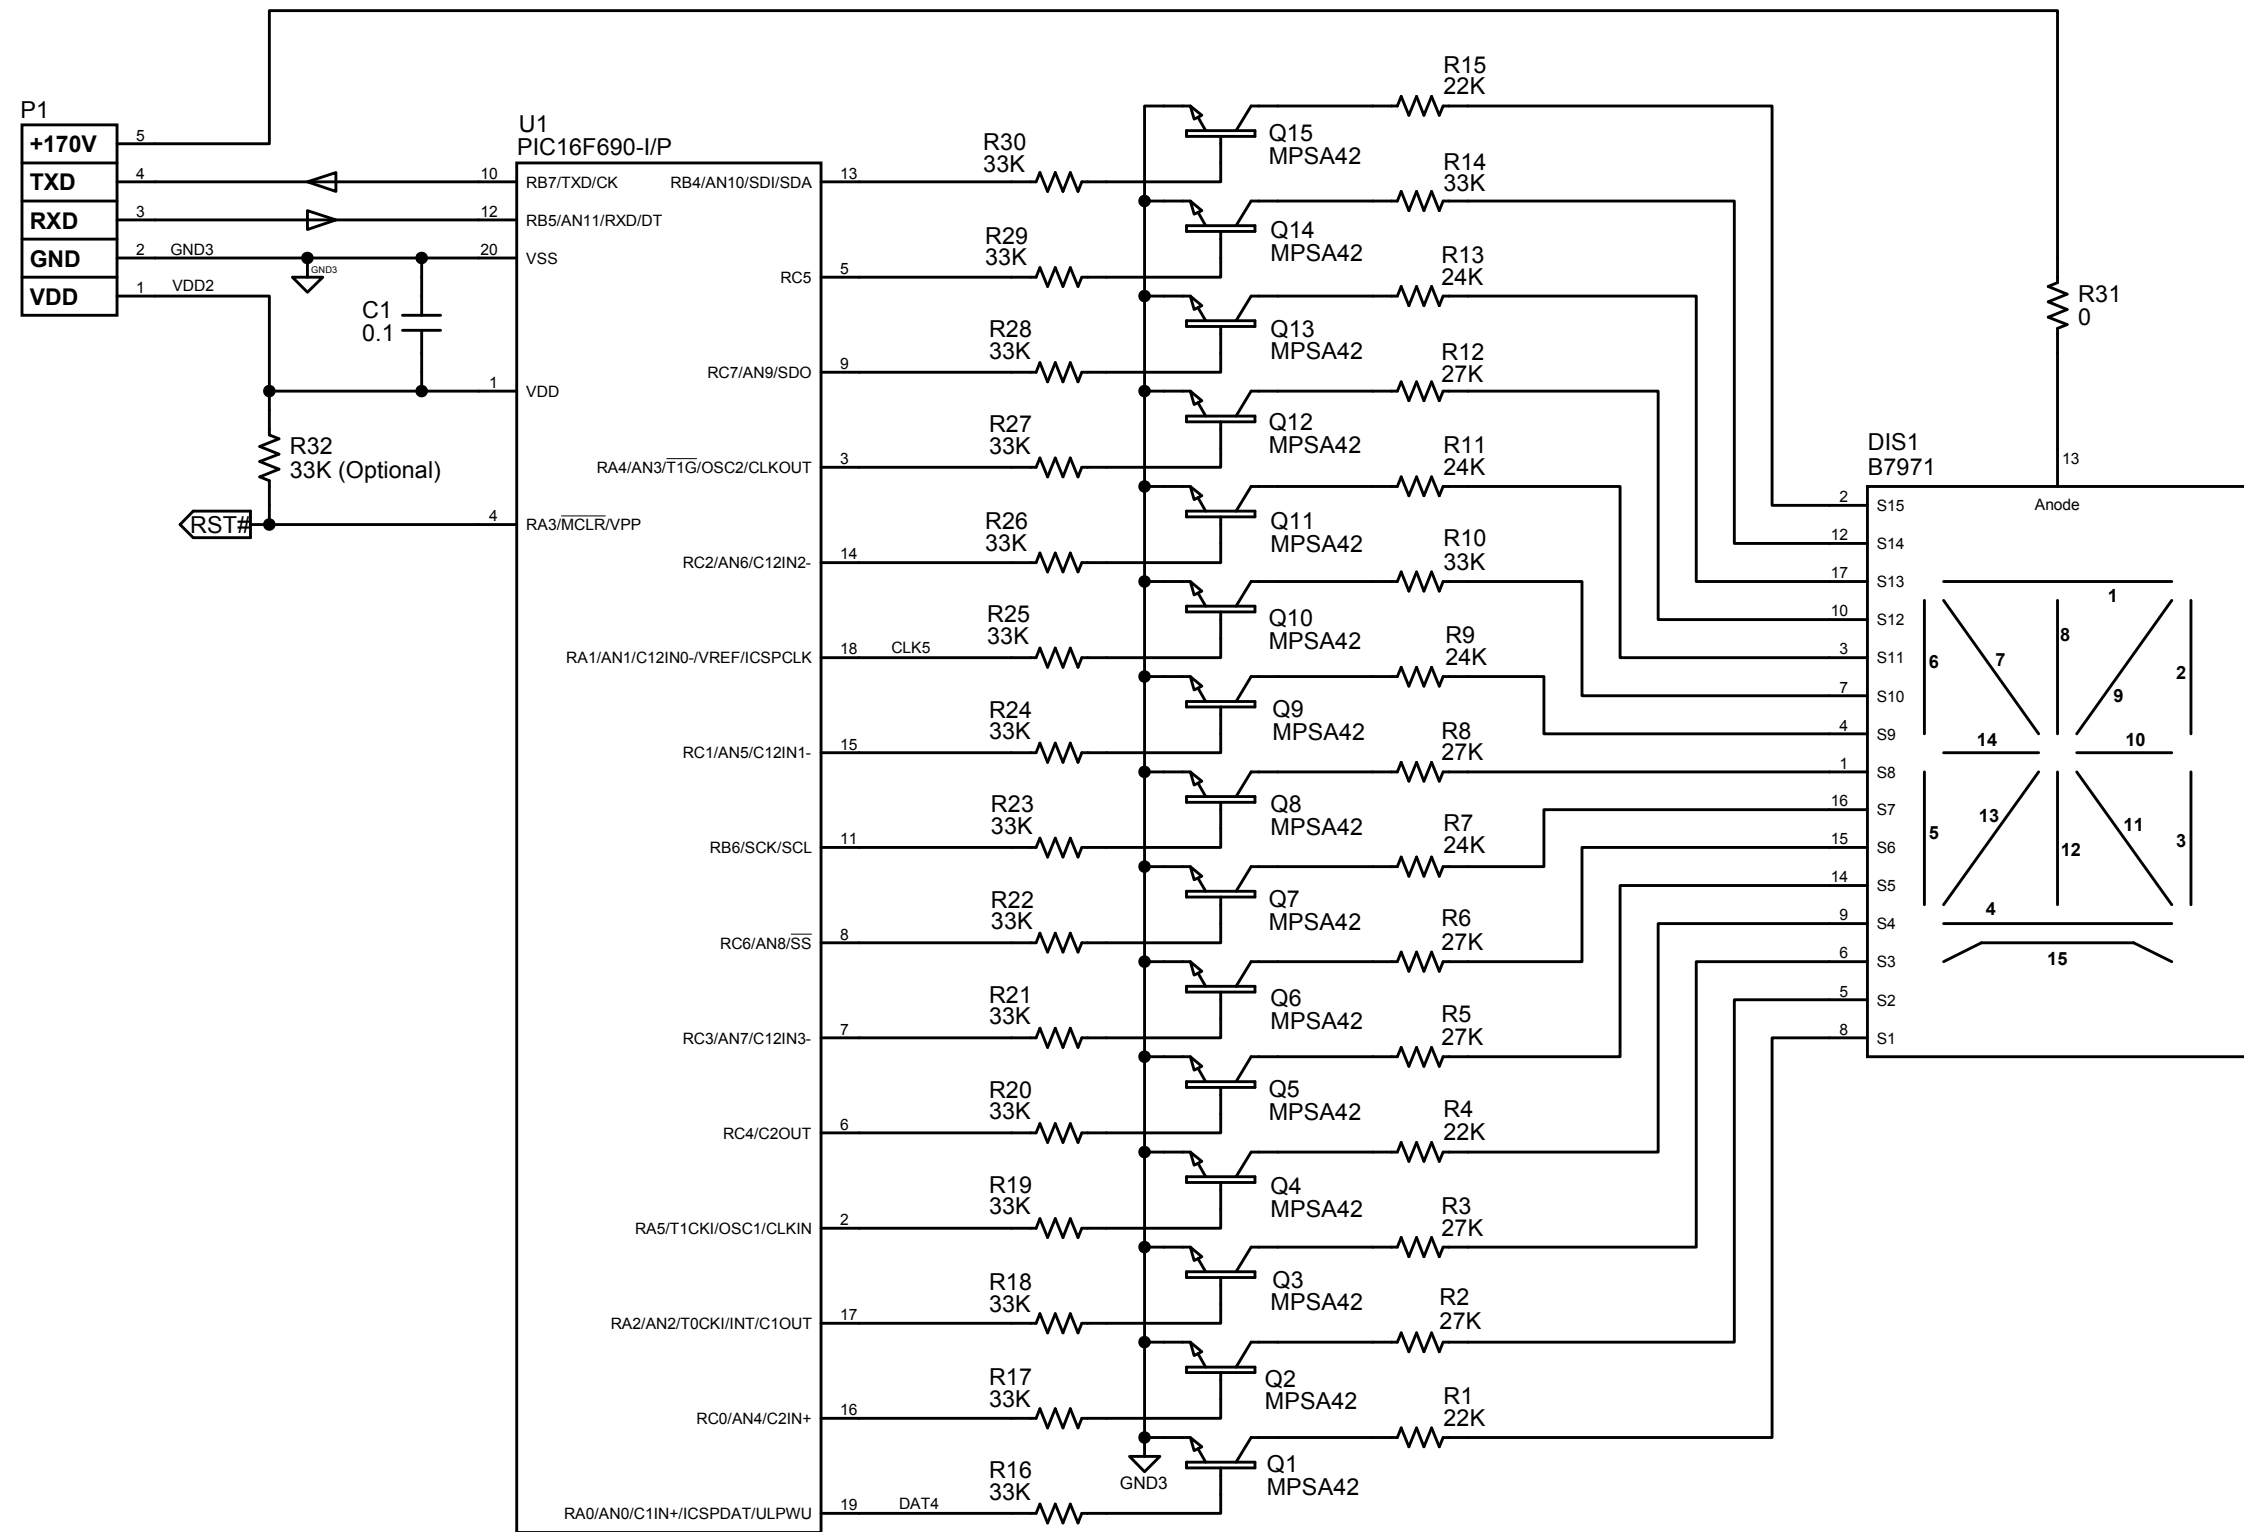 P1
+170V 5
TXD 4
RXD 3
GND 2 GND3
VDD 1 VDD2
GND3
C1
0.1
R32
33K (Optional)
RST#
U1
PIC16F690-I/P
10 RB7/TXD/CK
12 RB5/AN11/RXD/DT
20 VSS
1 VDD
4 RA3/MCLR/VPP
RB4/AN10/SDI/SDA 13
RC5 5
RC7/AN9/SDO 9
RA4/AN3/T1G/OSC2/CLKOUT 3
RC2/AN6/C12IN2- 14
RA1/AN1/C12IN0-/VREF/ICSPCLK 18 CLK5
RC1/AN5/C12IN1- 15
RB6/SCK/SCL 11
RC6/AN8/SS 8
RC3/AN7/C12IN3- 7
RC4/C2OUT 6
RA5/T1CKI/OSC1/CLKIN 2
RA2/AN2/T0CKI/INT/C1OUT 17
RC0/AN4/C2IN+ 16
RA0/AN0/C1IN+/ICSPDAT/ULPWU 19 DAT4
R30
33K
R29
33K
R28
33K
R27
33K
R26
33K
R25
33K
R24
33K
R23
33K
R22
33K
R21
33K
R20
33K
R19
33K
R18
33K
R17
33K
R16
33K
Q15
MPSA42
Q14
MPSA42
Q13
MPSA42
Q12
MPSA42
Q11
MPSA42
Q10
MPSA42
Q9
MPSA42
Q8
MPSA42
Q7
MPSA42
Q6
MPSA42
Q5
MPSA42
Q4
MPSA42
Q3
MPSA42
Q2
MPSA42
Q1
MPSA42
GND3
R15
22K
R14
33K
R13
24K
R12
27K
R11
24K
R10
33K
R9
24K
R8
27K
R7
24K
R6
27K
R5
27K
R4
22K
R3
27K
R2
27K
R1
22K
R31
0
DIS1
B7971
13
Anode
2 S15
12 S14
17 S13
10 S12
3 S11
7 S10
4 S9
1 S8
16 S7
15 S6
14 S5
9 S4
6 S3
5 S2
8 S1
1
8
6 7 2
9
14 10
13 11
5 12 3
4
15